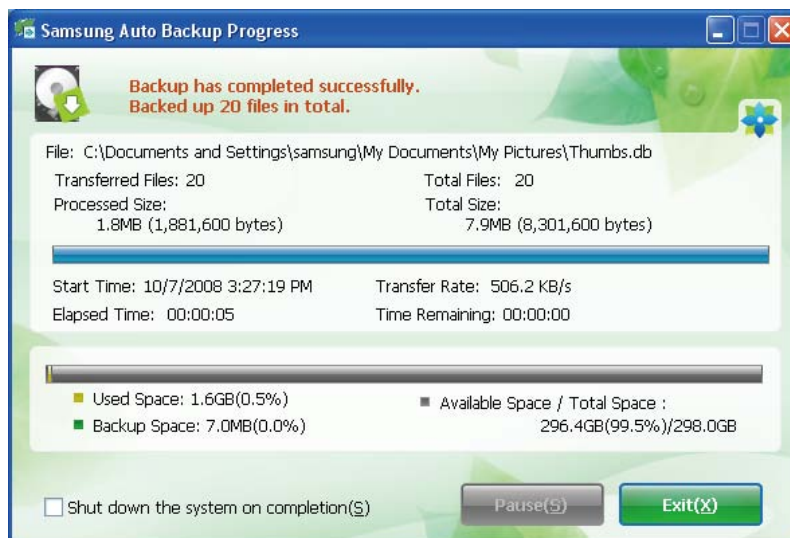 Samsung Auto Backup Progress
Backup has completed successfully.
Backed up 20 files in total.
File: C:\Documents and Settings\samsung\My Documents\My Pictures\Thumbs.db
Transferred Files: 20 Total Files: 20
Processed Size: Total Size:
1.8MB (1,881,600 bytes) 7.9MB (8,301,600 bytes)
Start Time: 10/7/2008 3:27:19 PM Transfer Rate: 506.2 KB/s
Elapsed Time: 00:00:05 Time Remaining: 00:00:00
Used Space: 1.6GB(0.5%) Available Space / Total Space :
Backup Space: 7.0MB(0.0%) 296.4GB(99.5%)/298.0GB
Shut down the system on completion(S) Pause(S) Exit(X)